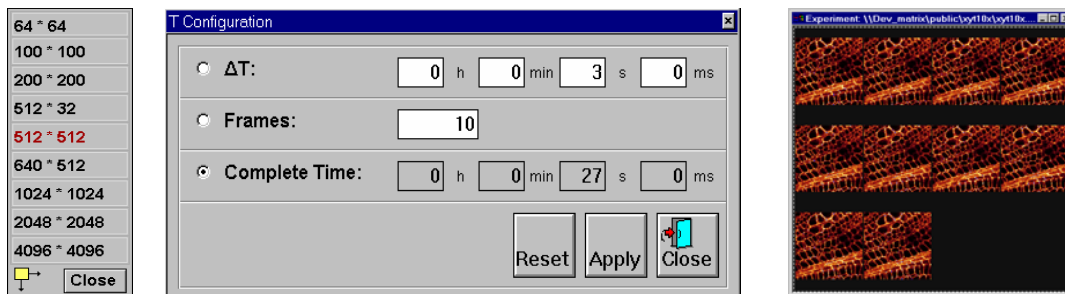 64 * 64
100 * 100
200 * 200
512 * 32
512 * 512
640 * 512
1024 * 1024
2048 * 2048
4096 * 4096
Close
T Configuration
ΔT: 0 h 0 min 3 s 0 ms
Frames: 10
Complete Time: 0 h 0 min 27 s 0 ms
Reset Apply Close
Experiment: \\Dev_matrix\public\xyt10x\xyt10x....